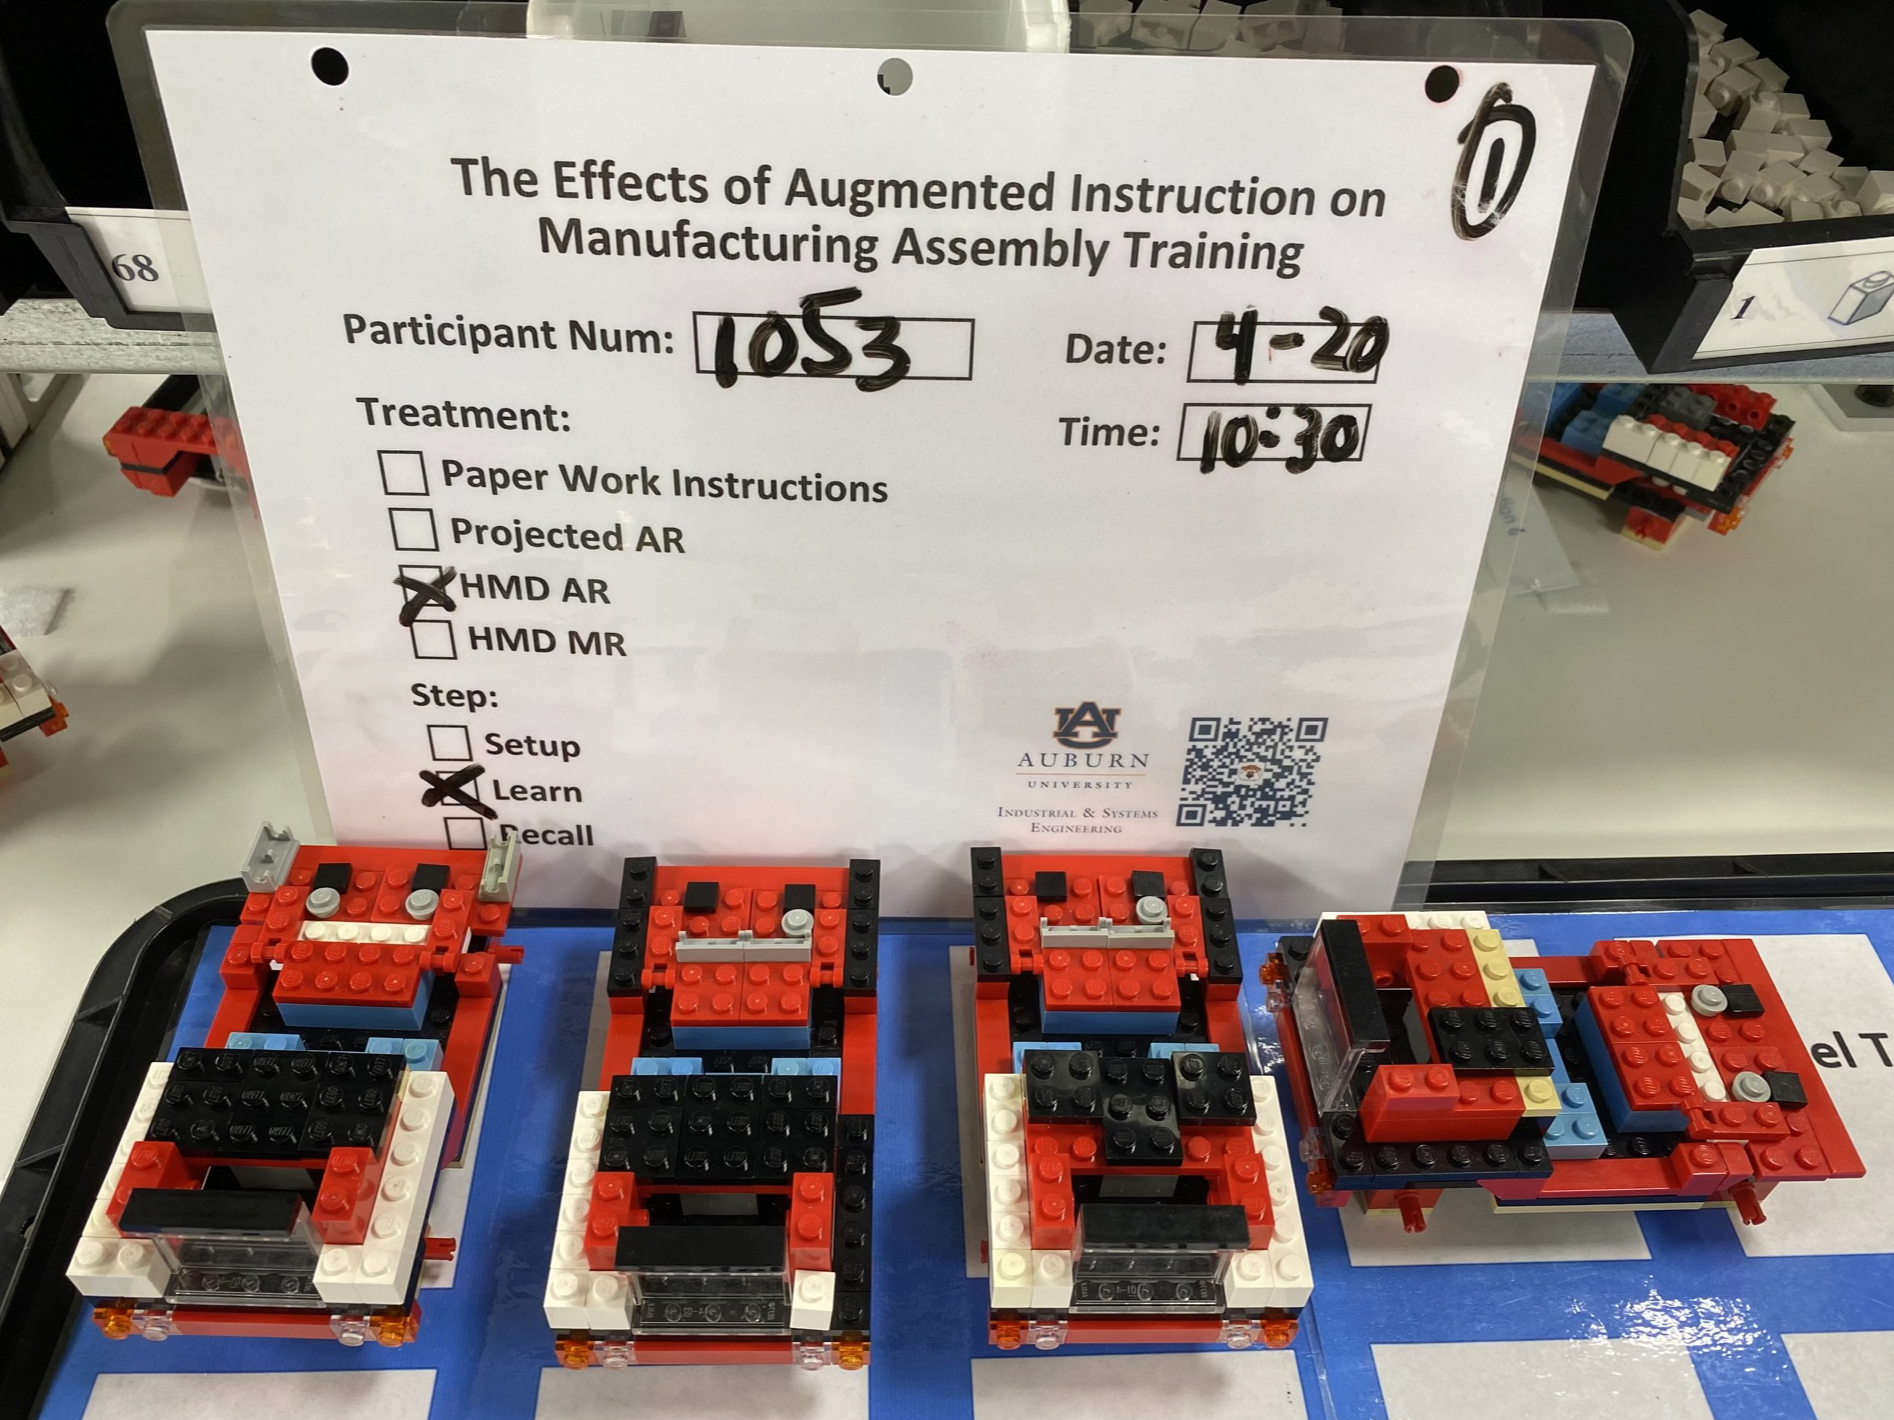 The Effects of Augmented Instruction on
Manufacturing Assembly Training
1
Participant Num: 1053
Date: 4-20
Time: 10:30
Treatment:
Paper Work Instructions
Projected AR
HMD AR
HMD MR
Step:
Setup
Learn
Recall
AUBURN
UNIVERSITY
INDUSTRIAL & SYSTEMS
ENGINEERING
68
1
el T